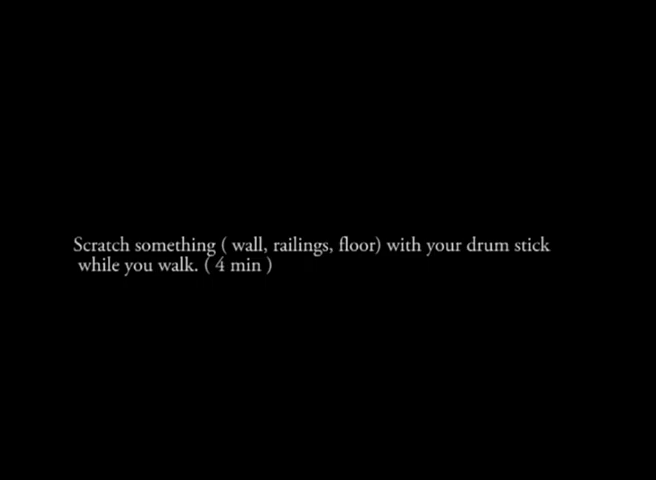 Scratch something ( wall, railings, floor) with your drum stick
while you walk. ( 4 min )